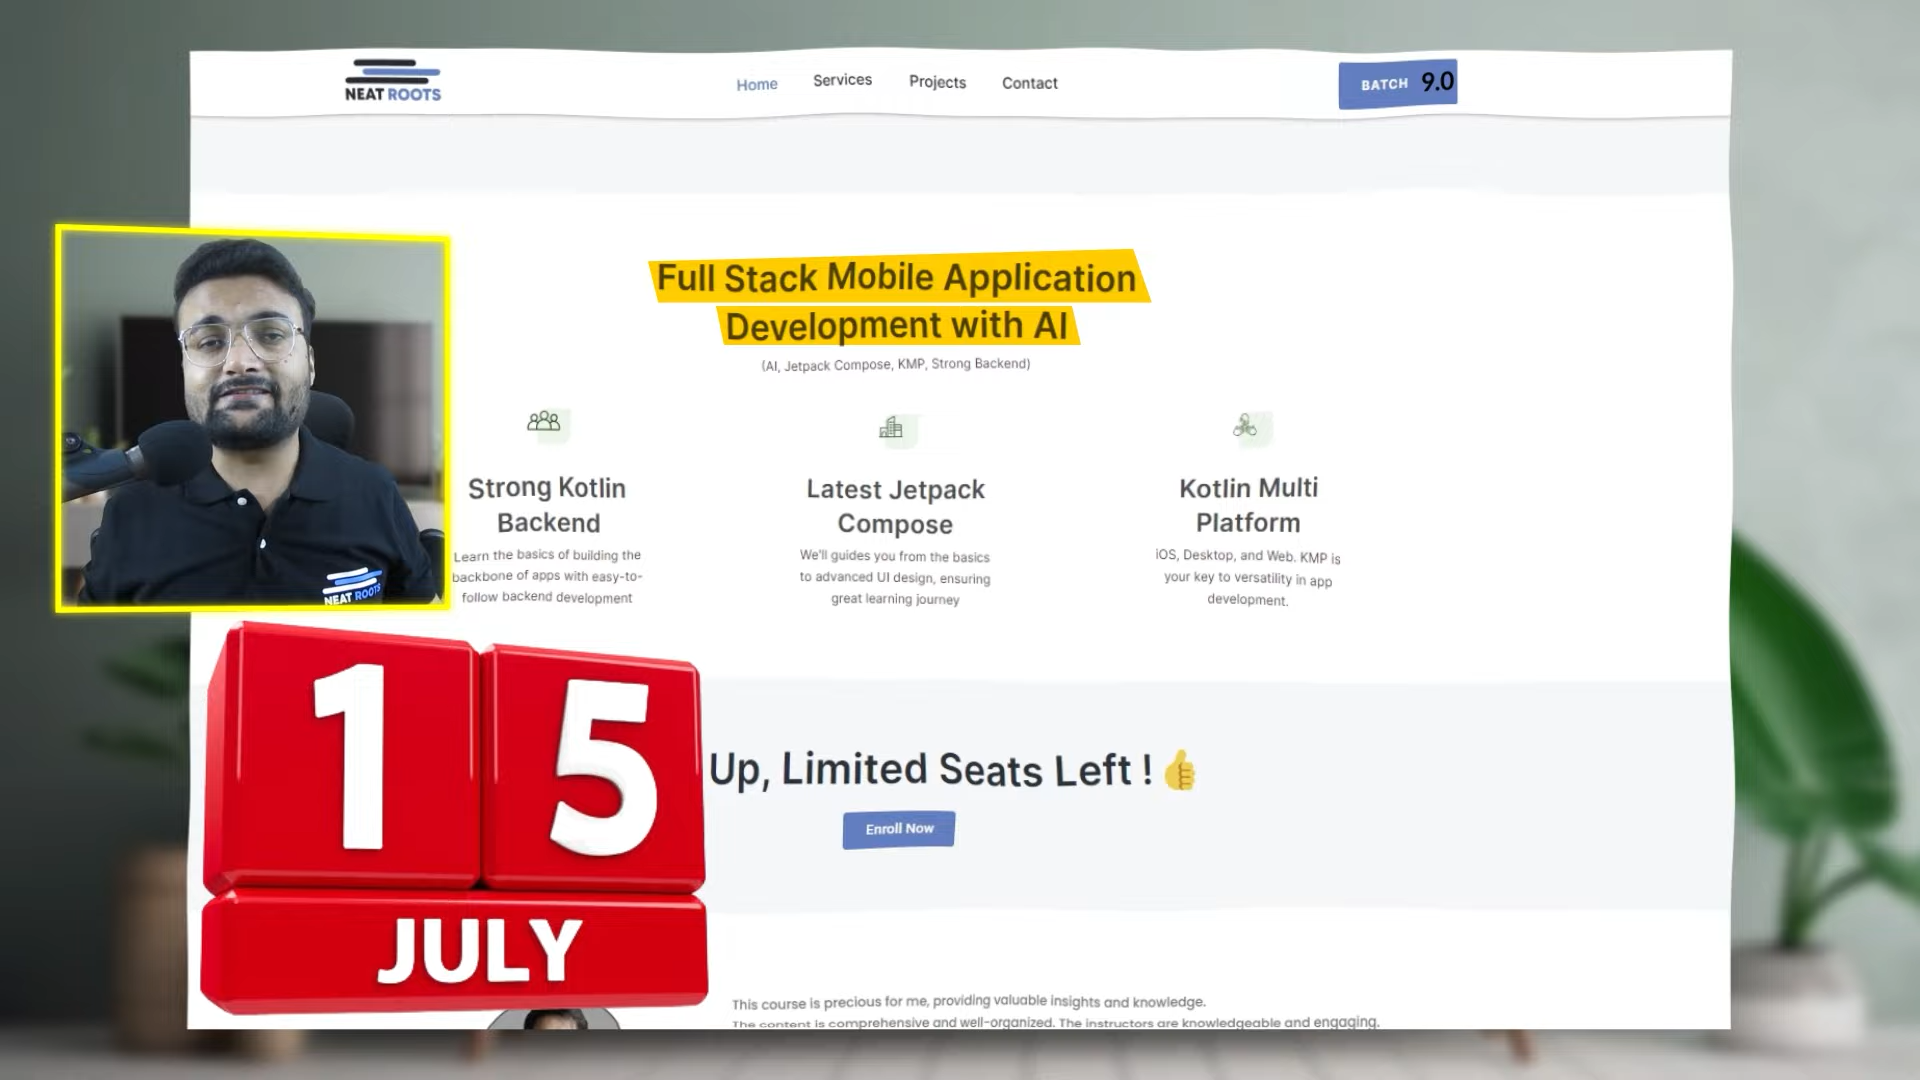 NEAT ROOTS
Home
Services
Projects
Contact
BATCH 9.0
Full Stack Mobile Application
Development with AI
(AI, Jetpack Compose, KMP, Strong Backend)
Strong Kotlin
Backend
Learn the basics of building the
backbone of apps with easy-to-
follow backend development
Latest Jetpack
Compose
We'll guides you from the basics
to advanced UI design, ensuring
great learning journey
Kotlin Multi
Platform
iOS, Desktop, and Web. KMP is
your key to versatility in app
development.
NEAT ROOTS
15
JULY
Up, Limited Seats Left ! 👍
Enroll Now
This course is precious for me, providing valuable insights and knowledge.
The content is comprehensive and well-organized. The instructors are knowledgeable and engaging.